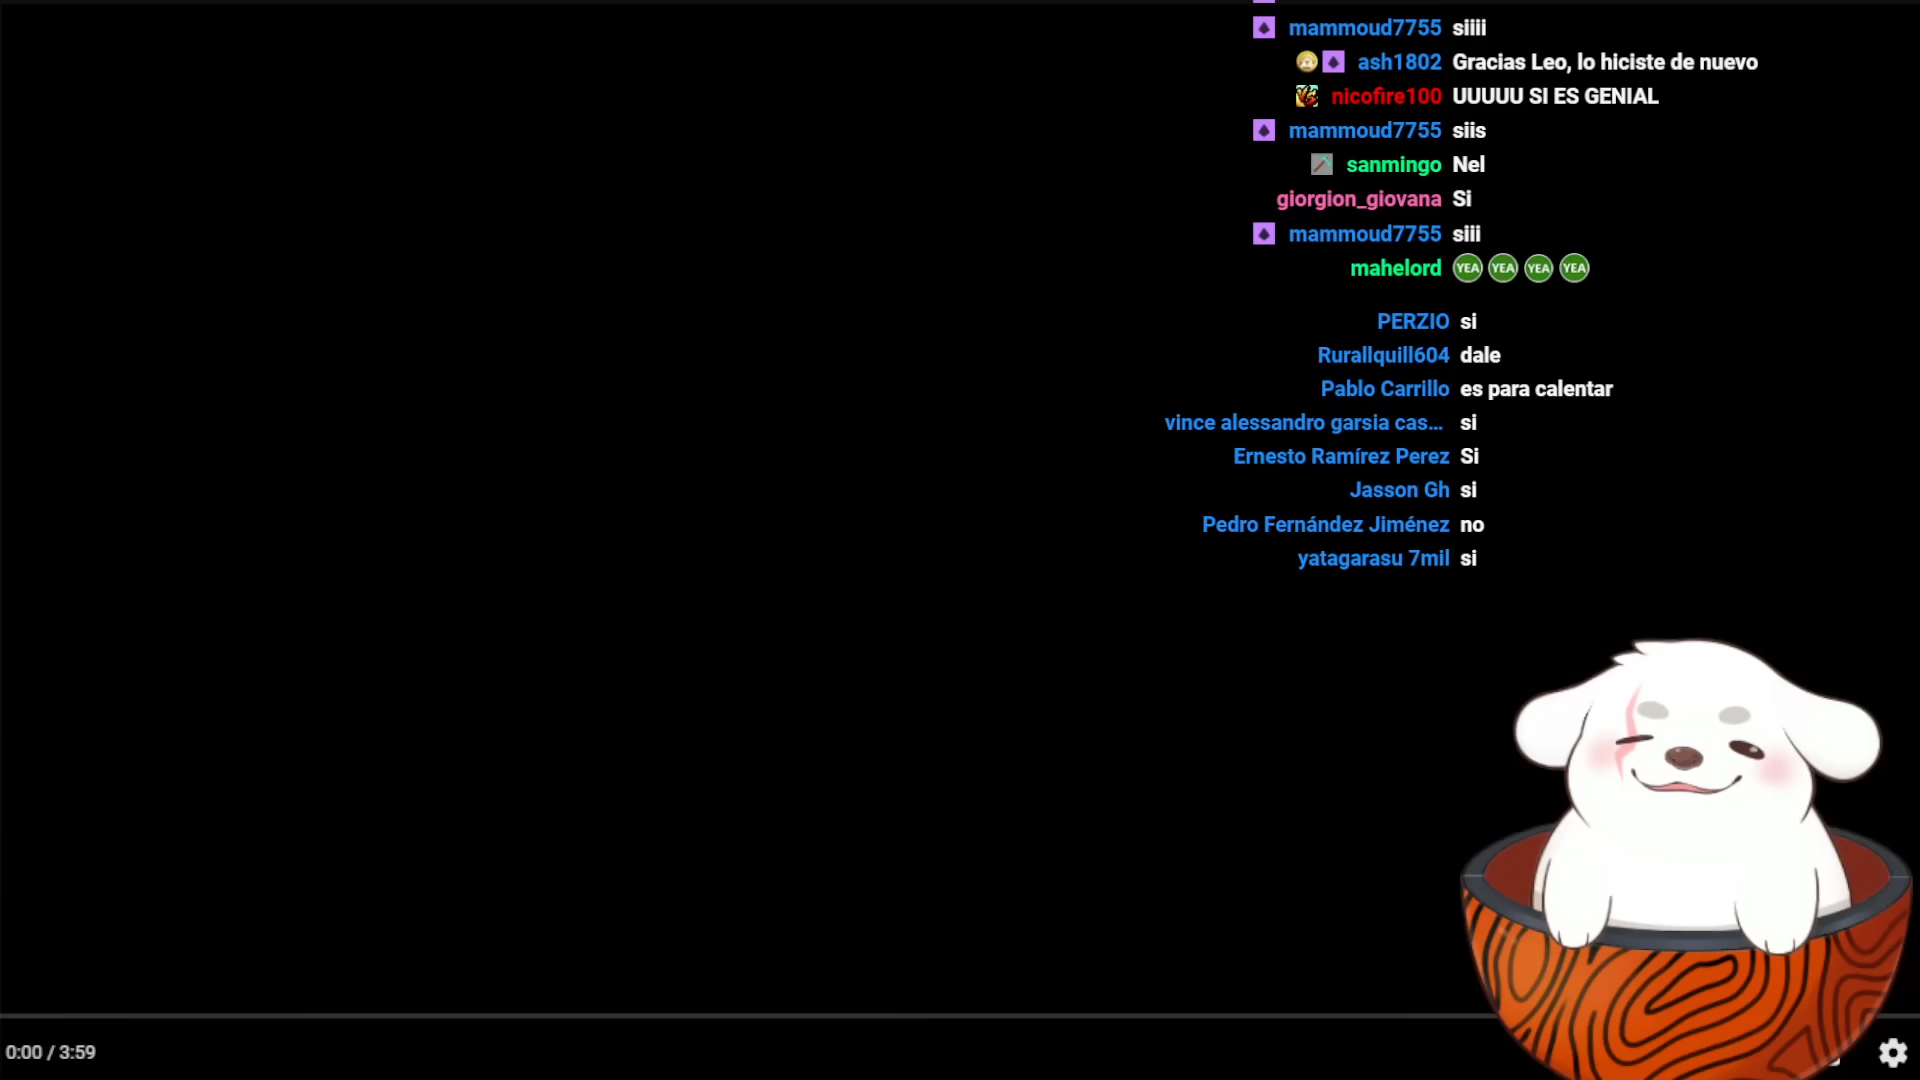 mammoud7755 siiii
ash1802 Gracias Leo, lo hiciste de nuevo
nicofire100 UUUUU SI ES GENIAL
mammoud7755 siis
sanmingo Nel
giorgion_giovana Si
mammoud7755 siii
mahelord YEA YEA YEA YEA
PERZIO si
Rurallquill604 dale
Pablo Carrillo es para calentar
vince alessandro garsia cas... si
Ernesto Ramírez Perez Si
Jasson Gh si
Pedro Fernández Jiménez no
yatagarasu 7mil si
0:00 / 3:59